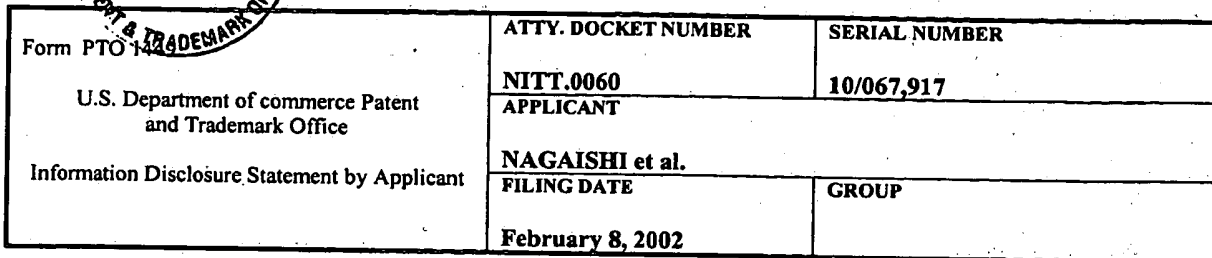 & TRADEMARK
Form PTO
U.S. Department of commerce Patent
and Trademark Office
Information Disclosure Statement by Applicant
ATTY. DOCKET NUMBER
NITT.0060
SERIAL NUMBER
10/067,917
APPLICANT
NAGAISHI et al.
FILING DATE
February 8, 2002
GROUP